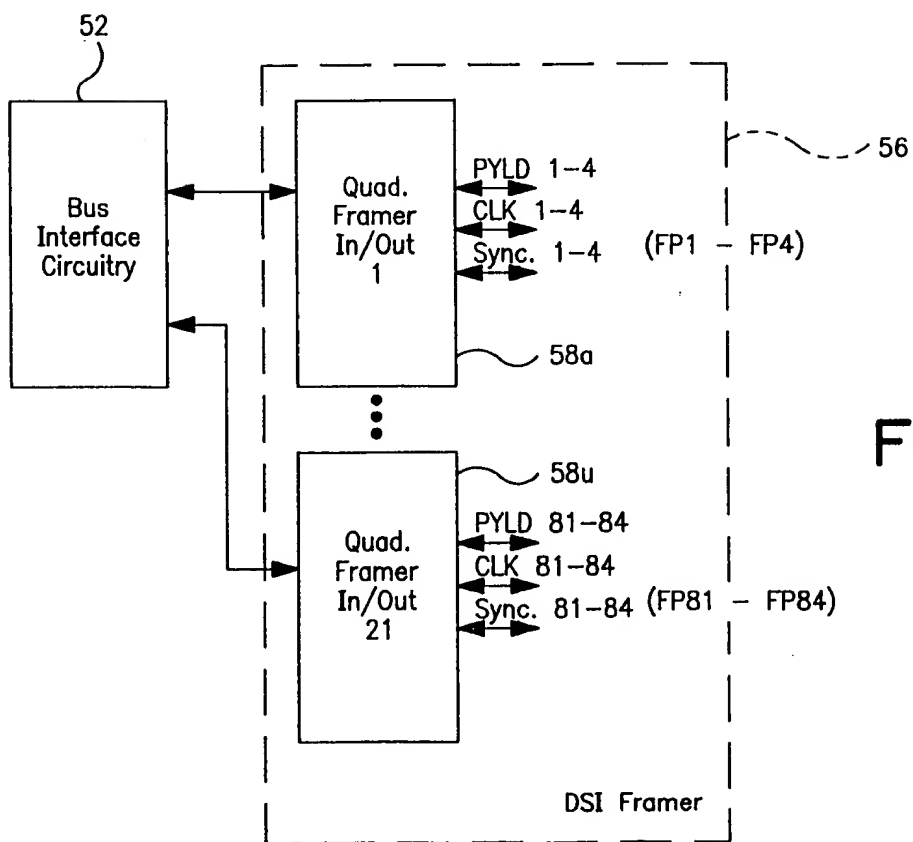 52
Bus
Interface
Circuitry
Quad.
Framer
In/Out
1
PYLD 1-4
CLK 1-4
Sync. 1-4
(FP1 - FP4)
56
58a
58u
Quad.
Framer
In/Out
21
PYLD 81-84
CLK 81-84
Sync. 81-84
(FP81 - FP84)
DSI Framer
F